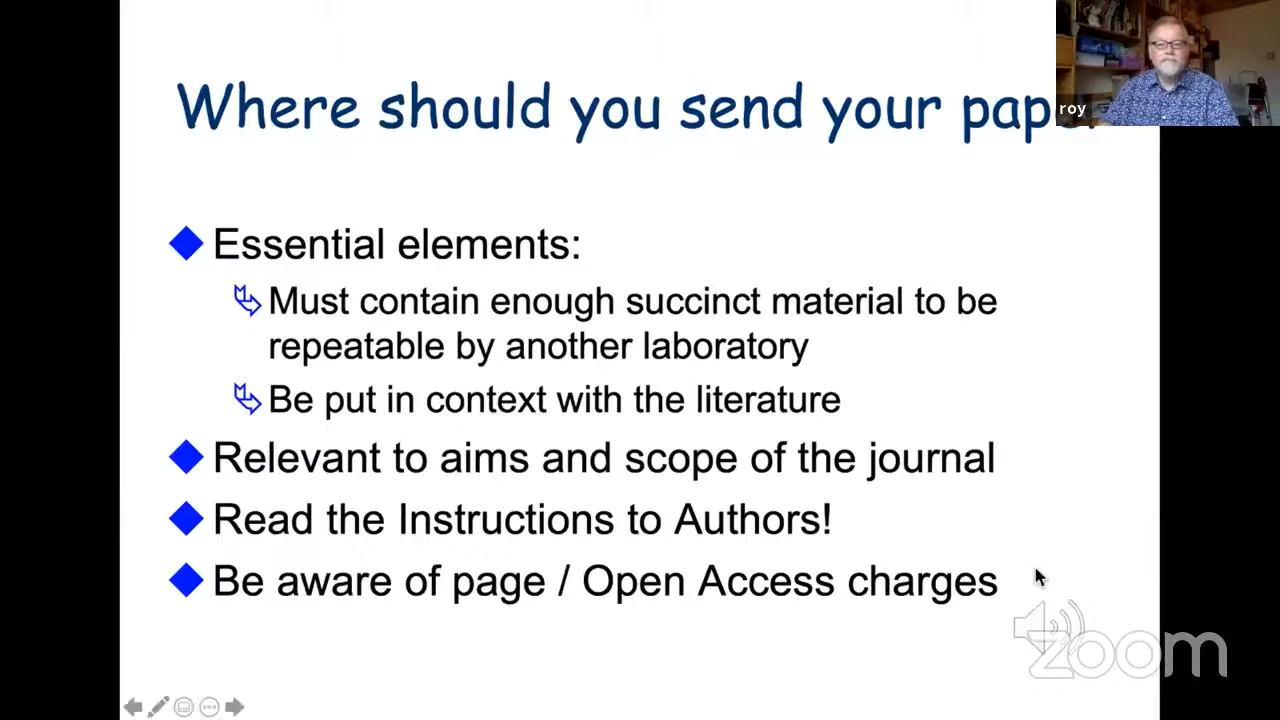 Where should you send your
roy
Essential elements:
Must contain enough succinct material to be
repeatable by another laboratory
Be put in context with the literature
Relevant to aims and scope of the journal
Read the Instructions to Authors!
Be aware of page / Open Access charges
zoom